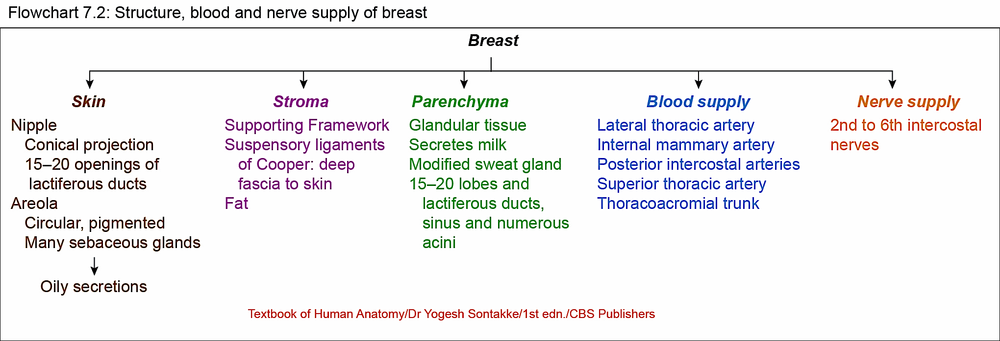 Flowchart 7.2: Structure, blood and nerve supply of breast
Breast
Skin
Nipple
Conical projection
15–20 openings of
lactiferous ducts
Areola
Circular, pigmented
Many sebaceous glands
Oily secretions
Stroma
Supporting Framework
Suspensory ligaments
of Cooper: deep
fascia to skin
Fat
Parenchyma
Glandular tissue
Secretes milk
Modified sweat gland
15–20 lobes and
lactiferous ducts,
sinus and numerous
acini
Blood supply
Lateral thoracic artery
Internal mammary artery
Posterior intercostal arteries
Superior thoracic artery
Thoracoacromial trunk
Nerve supply
2nd to 6th intercostal
nerves
Textbook of Human Anatomy/Dr Yogesh Sontakke/1st edn./CBS Publishers